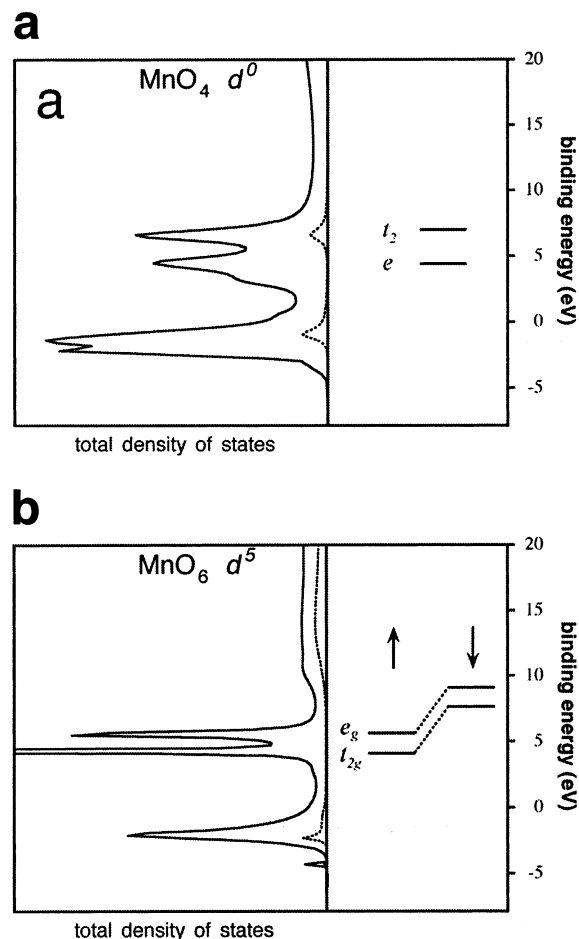 a
a
MnO4 d0
20
15
10
5
0
-5
t2
e
binding energy (eV)
total density of states
b
MnO6 d5
20
15
10
5
0
-5
eg
t2g
binding energy (eV)
total density of states